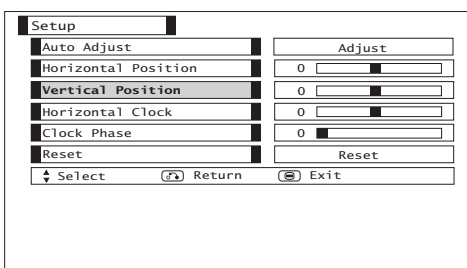 Setup
Auto Adjust Adjust
Horizontal Position 0
Vertical Position 0
Horizontal Clock 0
Clock Phase 0
Reset Reset
Select Return Exit